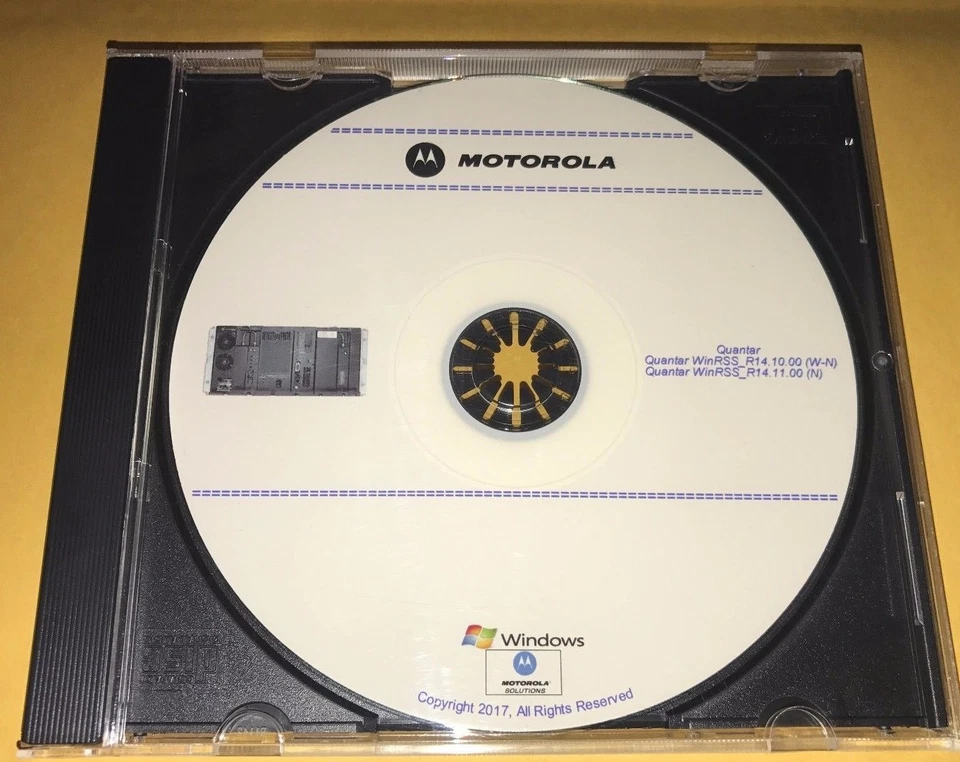 MOTOROLA
Quantar
Quantar WinRSS_R14.10.00 (W-N)
Quantar WinRSS_R14.11.00 (N)
Windows
MOTOROLA
SOLUTIONS
Copyright 2017, All Rights Reserved